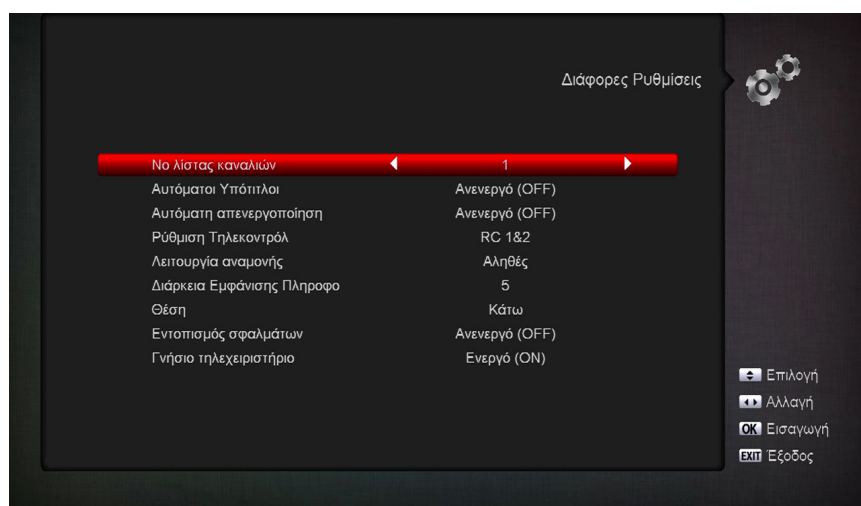 Διάφορες Ρυθμίσεις
Νο λίστας καναλιών 1
Αυτόματοι Υπότιτλοι Ανενεργό (OFF)
Αυτόματη απενεργοποίηση Ανενεργό (OFF)
Ρύθμιση Τηλεκοντρόλ RC 1&2
Λειτουργία αναμονής Αληθές
Διάρκεια Εμφάνισης Πληροφο 5
Θέση Κάτω
Εντοπισμός σφαλμάτων Ανενεργό (OFF)
Γνήσιο τηλεχειριστήριο Ενεργό (ON)
Επιλογή
Αλλαγή
OK Εισαγωγή
EXIT Έξοδος